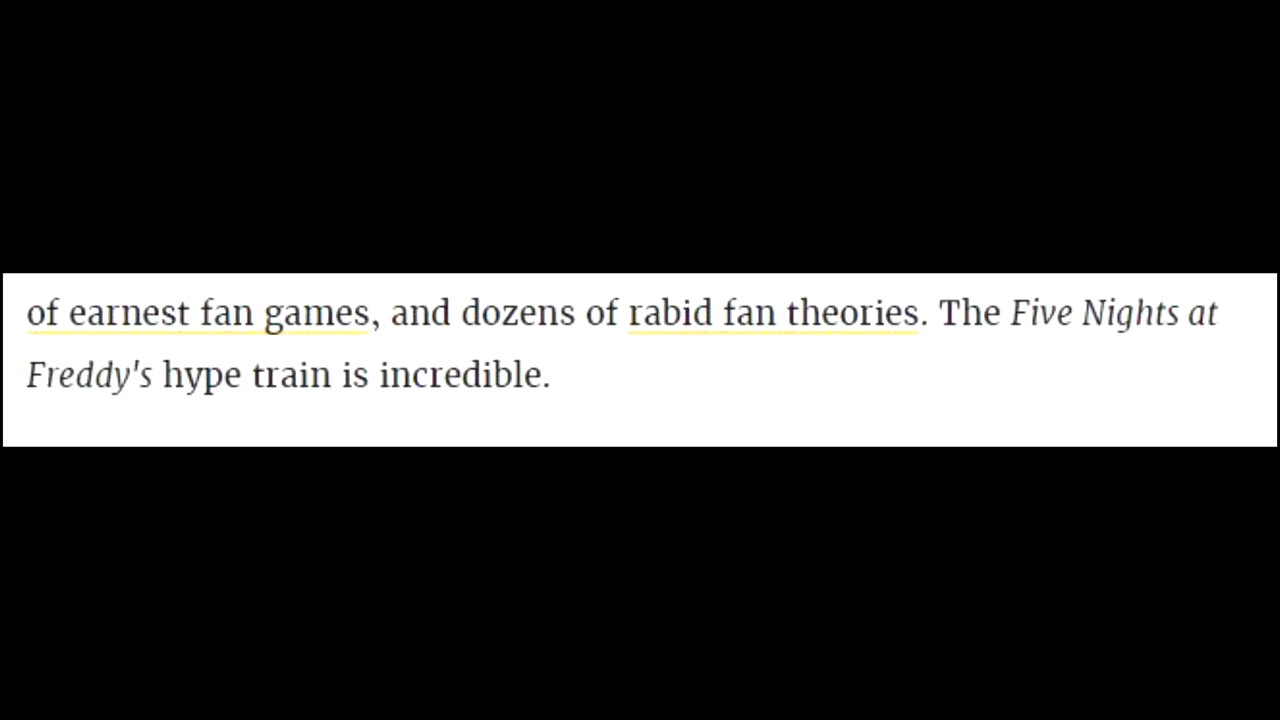 of earnest fan games, and dozens of rabid fan theories. The Five Nights at
Freddy's hype train is incredible.